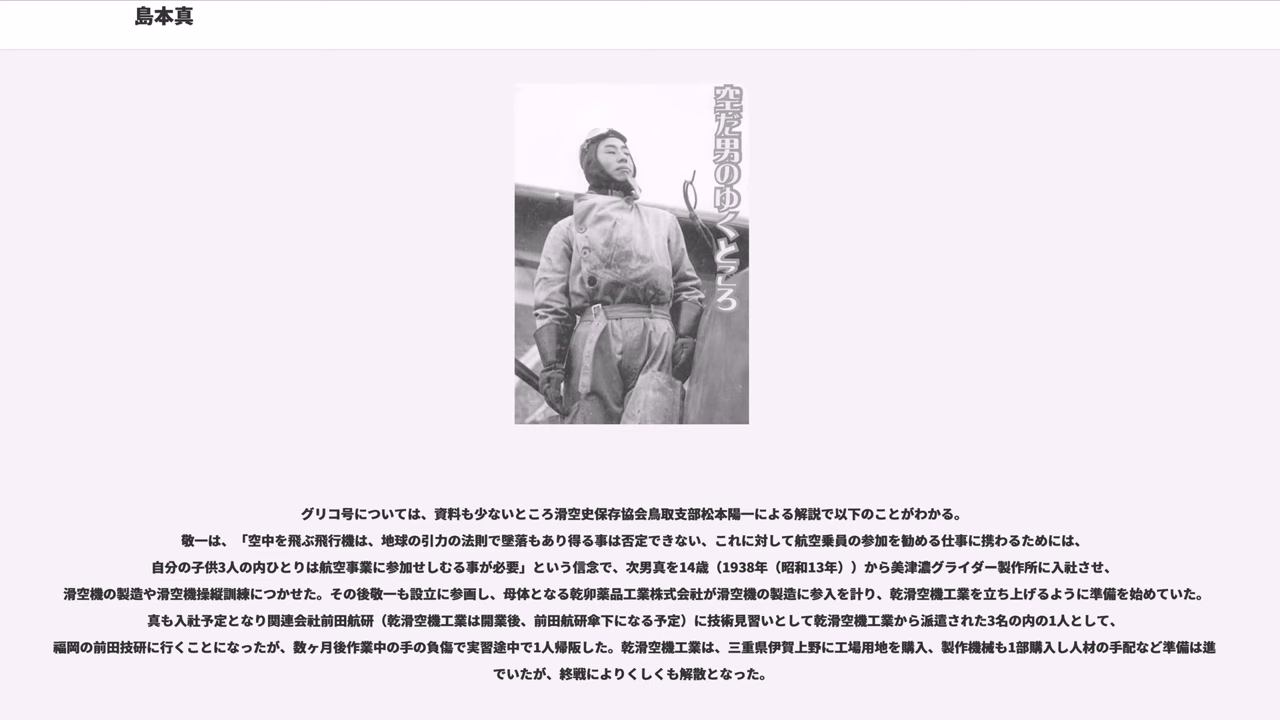 島本真
空だ男のゆくところ
グリコ号については、資料も少ないところ滑空史保存協会鳥取支部松本陽一による解説で以下のことがわかる。
敬一は、「空中を飛ぶ飛行機は、地球の引力の法則で墜落もあり得る事は否定できない、これに対して航空乗員の参加を勧める仕事に携わるためには、
自分の子供3人の内ひとりは航空事業に参加せしむる事が必要」という信念で、次男真を14歳（1938年（昭和13年））から美津濃グライダー製作所に入社させ、
滑空機の製造や滑空機操縦訓練につかせた。その後敬一も設立に参画し、母体となる乾卯薬品工業株式会社が滑空機の製造に参入を計り、乾滑空機工業を立ち上げるように準備を始めていた。
真も入社予定となり関連会社前田航研（乾滑空機工業は開業後、前田航研傘下になる予定）に技術見習いとして乾滑空機工業から派遣された3名の内の1人として、
福岡の前田技研に行くことになったが、数ヶ月後作業中の手の負傷で実習途中で1人帰阪した。乾滑空機工業は、三重県伊賀上野に工場用地を購入、製作機械も1部購入し人材の手配など準備は進
でいたが、終戦によりくしくも解散となった。